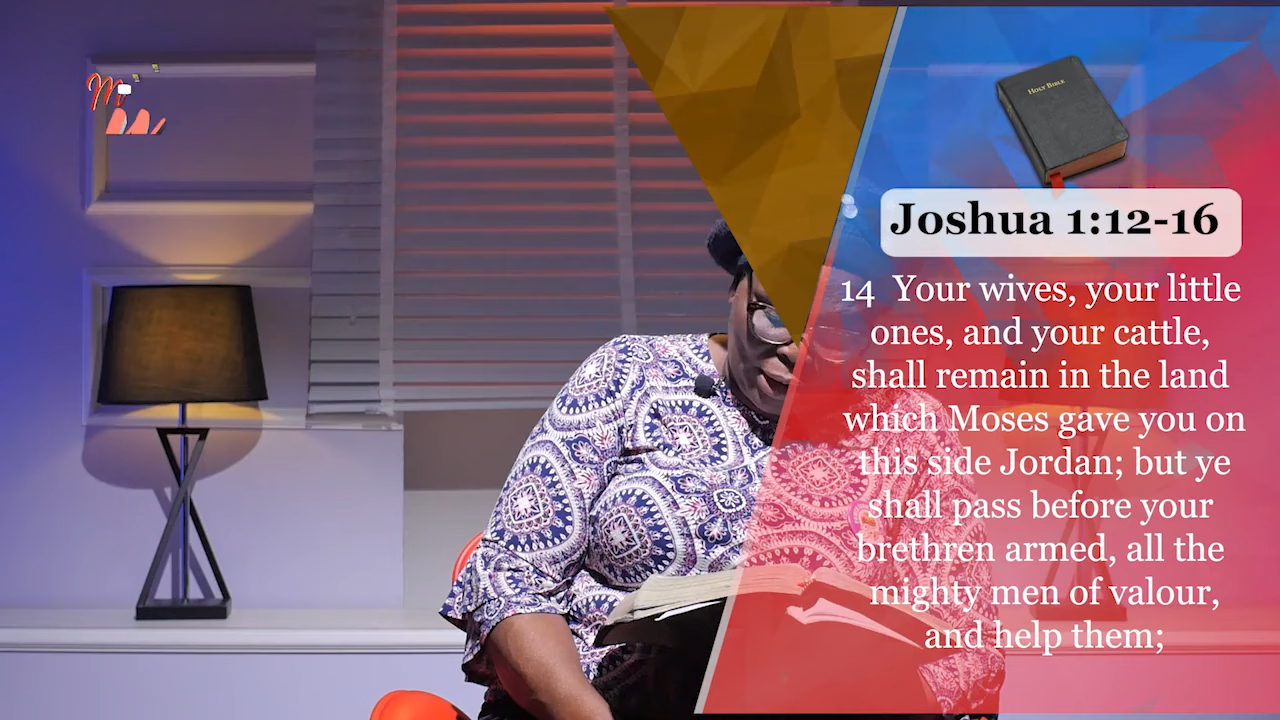 HOLY BIBLE
Joshua 1:12-16
14 Your wives, your little
ones, and your cattle,
shall remain in the land
which Moses gave you on
this side Jordan; but ye
shall pass before your
brethren armed, all the
mighty men of valour,
and help them;